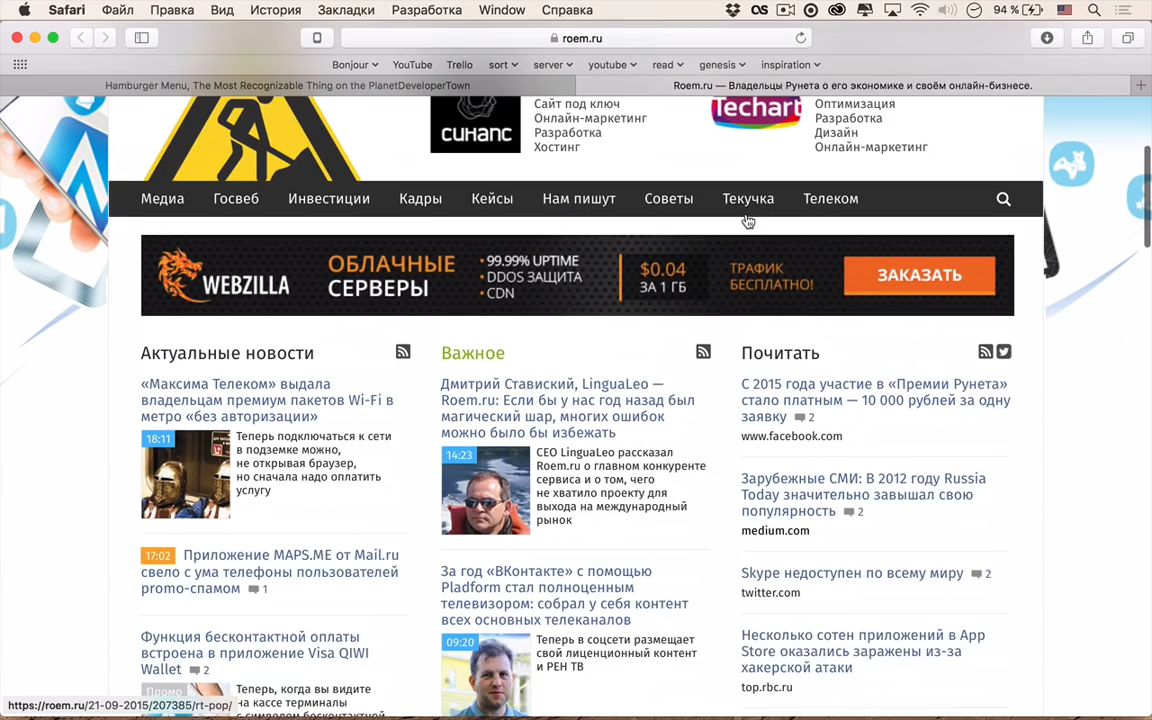 Safari Файл Правка Вид История Закладки Разработка Window Справка 94 %
roem.ru
Bonjour YouTube Trello sort server youtube read genesis inspiration
Hamburger Menu, The Most Recognizable Thing on the PlanetDeveloperTown
Roem.ru — Владельцы Рунета о его экономике и своём онлайн-бизнесе.
синапс
Сайт под ключ
Онлайн-маркетинг
Разработка
Хостинг
Techart
Оптимизация
Разработка
Дизайн
Онлайн-маркетинг
Медиа Госвеб Инвестиции Кадры Кейсы Нам пишут Советы Текучка Телеком
WEBZILLA
ОБЛАЧНЫЕ
СЕРВЕРЫ
• 99.99% UPTIME
• DDOS ЗАЩИТА
• CDN
$0.04
ЗА 1 ГБ
ТРАФИК
БЕСПЛАТНО!
ЗАКАЗАТЬ
Актуальные новости
«Максима Телеком» выдала
владельцам премиум пакетов Wi-Fi в
метро «без авторизации»
18:11
Теперь подключаться к сети
в подземке можно,
не открывая браузер,
но сначала надо оплатить
услугу
17:02 Приложение MAPS.ME от Mail.ru
свело с ума телефоны пользователей
promo-спамом 1
Функция бесконтактной оплаты
встроена в приложение Visa QIWI
Wallet 2
Промо
Теперь, когда вы видите
на кассе терминалы
с символом бесконтактной
Важное
Дмитрий Ставиский, LinguaLeo —
Roem.ru: Если бы у нас год назад был
магический шар, многих ошибок
можно было бы избежать
14:23
CEO LinguaLeo рассказал
Roem.ru о главном конкуренте
сервиса и о том, чего
не хватило проекту для
выхода на международный
рынок
За год «ВКонтакте» с помощью
Pladform стал полноценным
телевизором: собрал у себя контент
всех основных телеканалов
09:20
Теперь в соцсети размещает
свой лицензионный контент
и РЕН ТВ
Почитать
С 2015 года участие в «Премии Рунета»
стало платным — 10 000 рублей за одну
заявку 2
www.facebook.com
Зарубежные СМИ: В 2012 году Russia
Today значительно завышал свою
популярность 2
medium.com
Skype недоступен по всему миру 2
twitter.com
Несколько сотен приложений в App
Store оказались заражены из-за
хакерской атаки
top.rbc.ru
https://roem.ru/21-09-2015/207385/rt-pop/